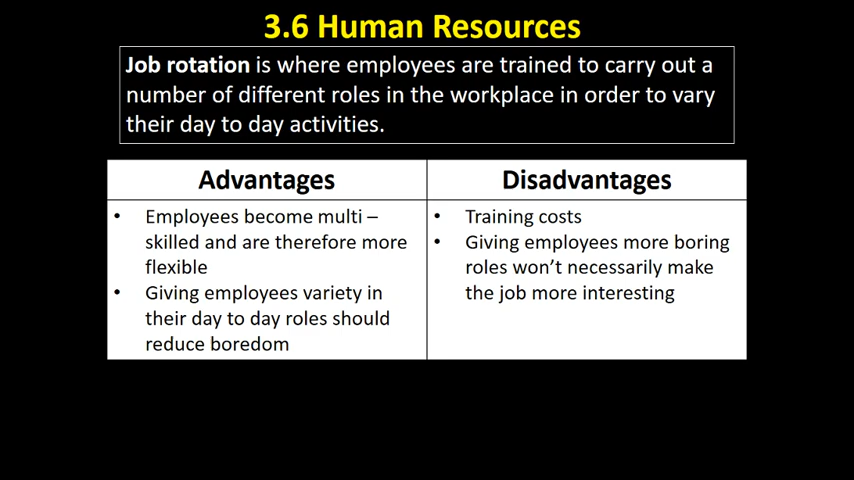 3.6 Human Resources
Job rotation is where employees are trained to carry out a
number of different roles in the workplace in order to vary
their day to day activities.
Advantages
• Employees become multi –
skilled and are therefore more
flexible
• Giving employees variety in
their day to day roles should
reduce boredom
Disadvantages
• Training costs
• Giving employees more boring
roles won’t necessarily make
the job more interesting